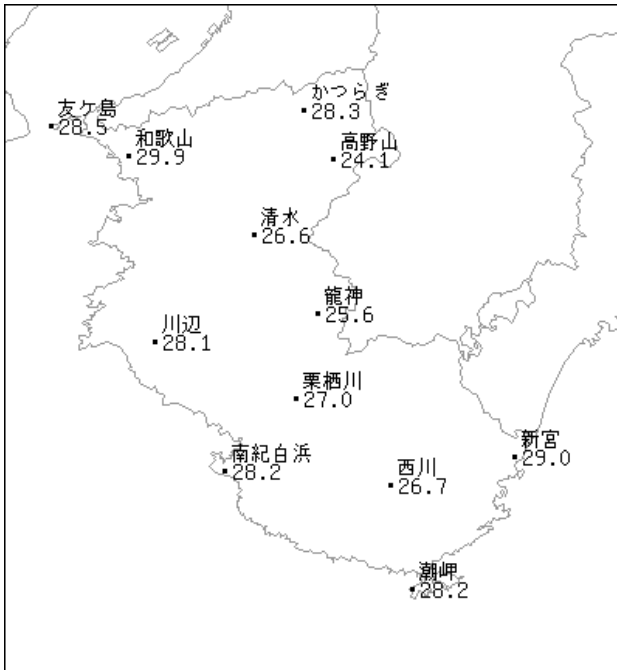 かつらぎ
28.3
友ケ島
28.5
和歌山
29.9
高野山
24.1
清水
26.6
龍神
25.6
川辺
28.1
栗栖川
27.0
新宮
29.0
南紀白浜
28.2
西川
26.7
潮岬
28.2